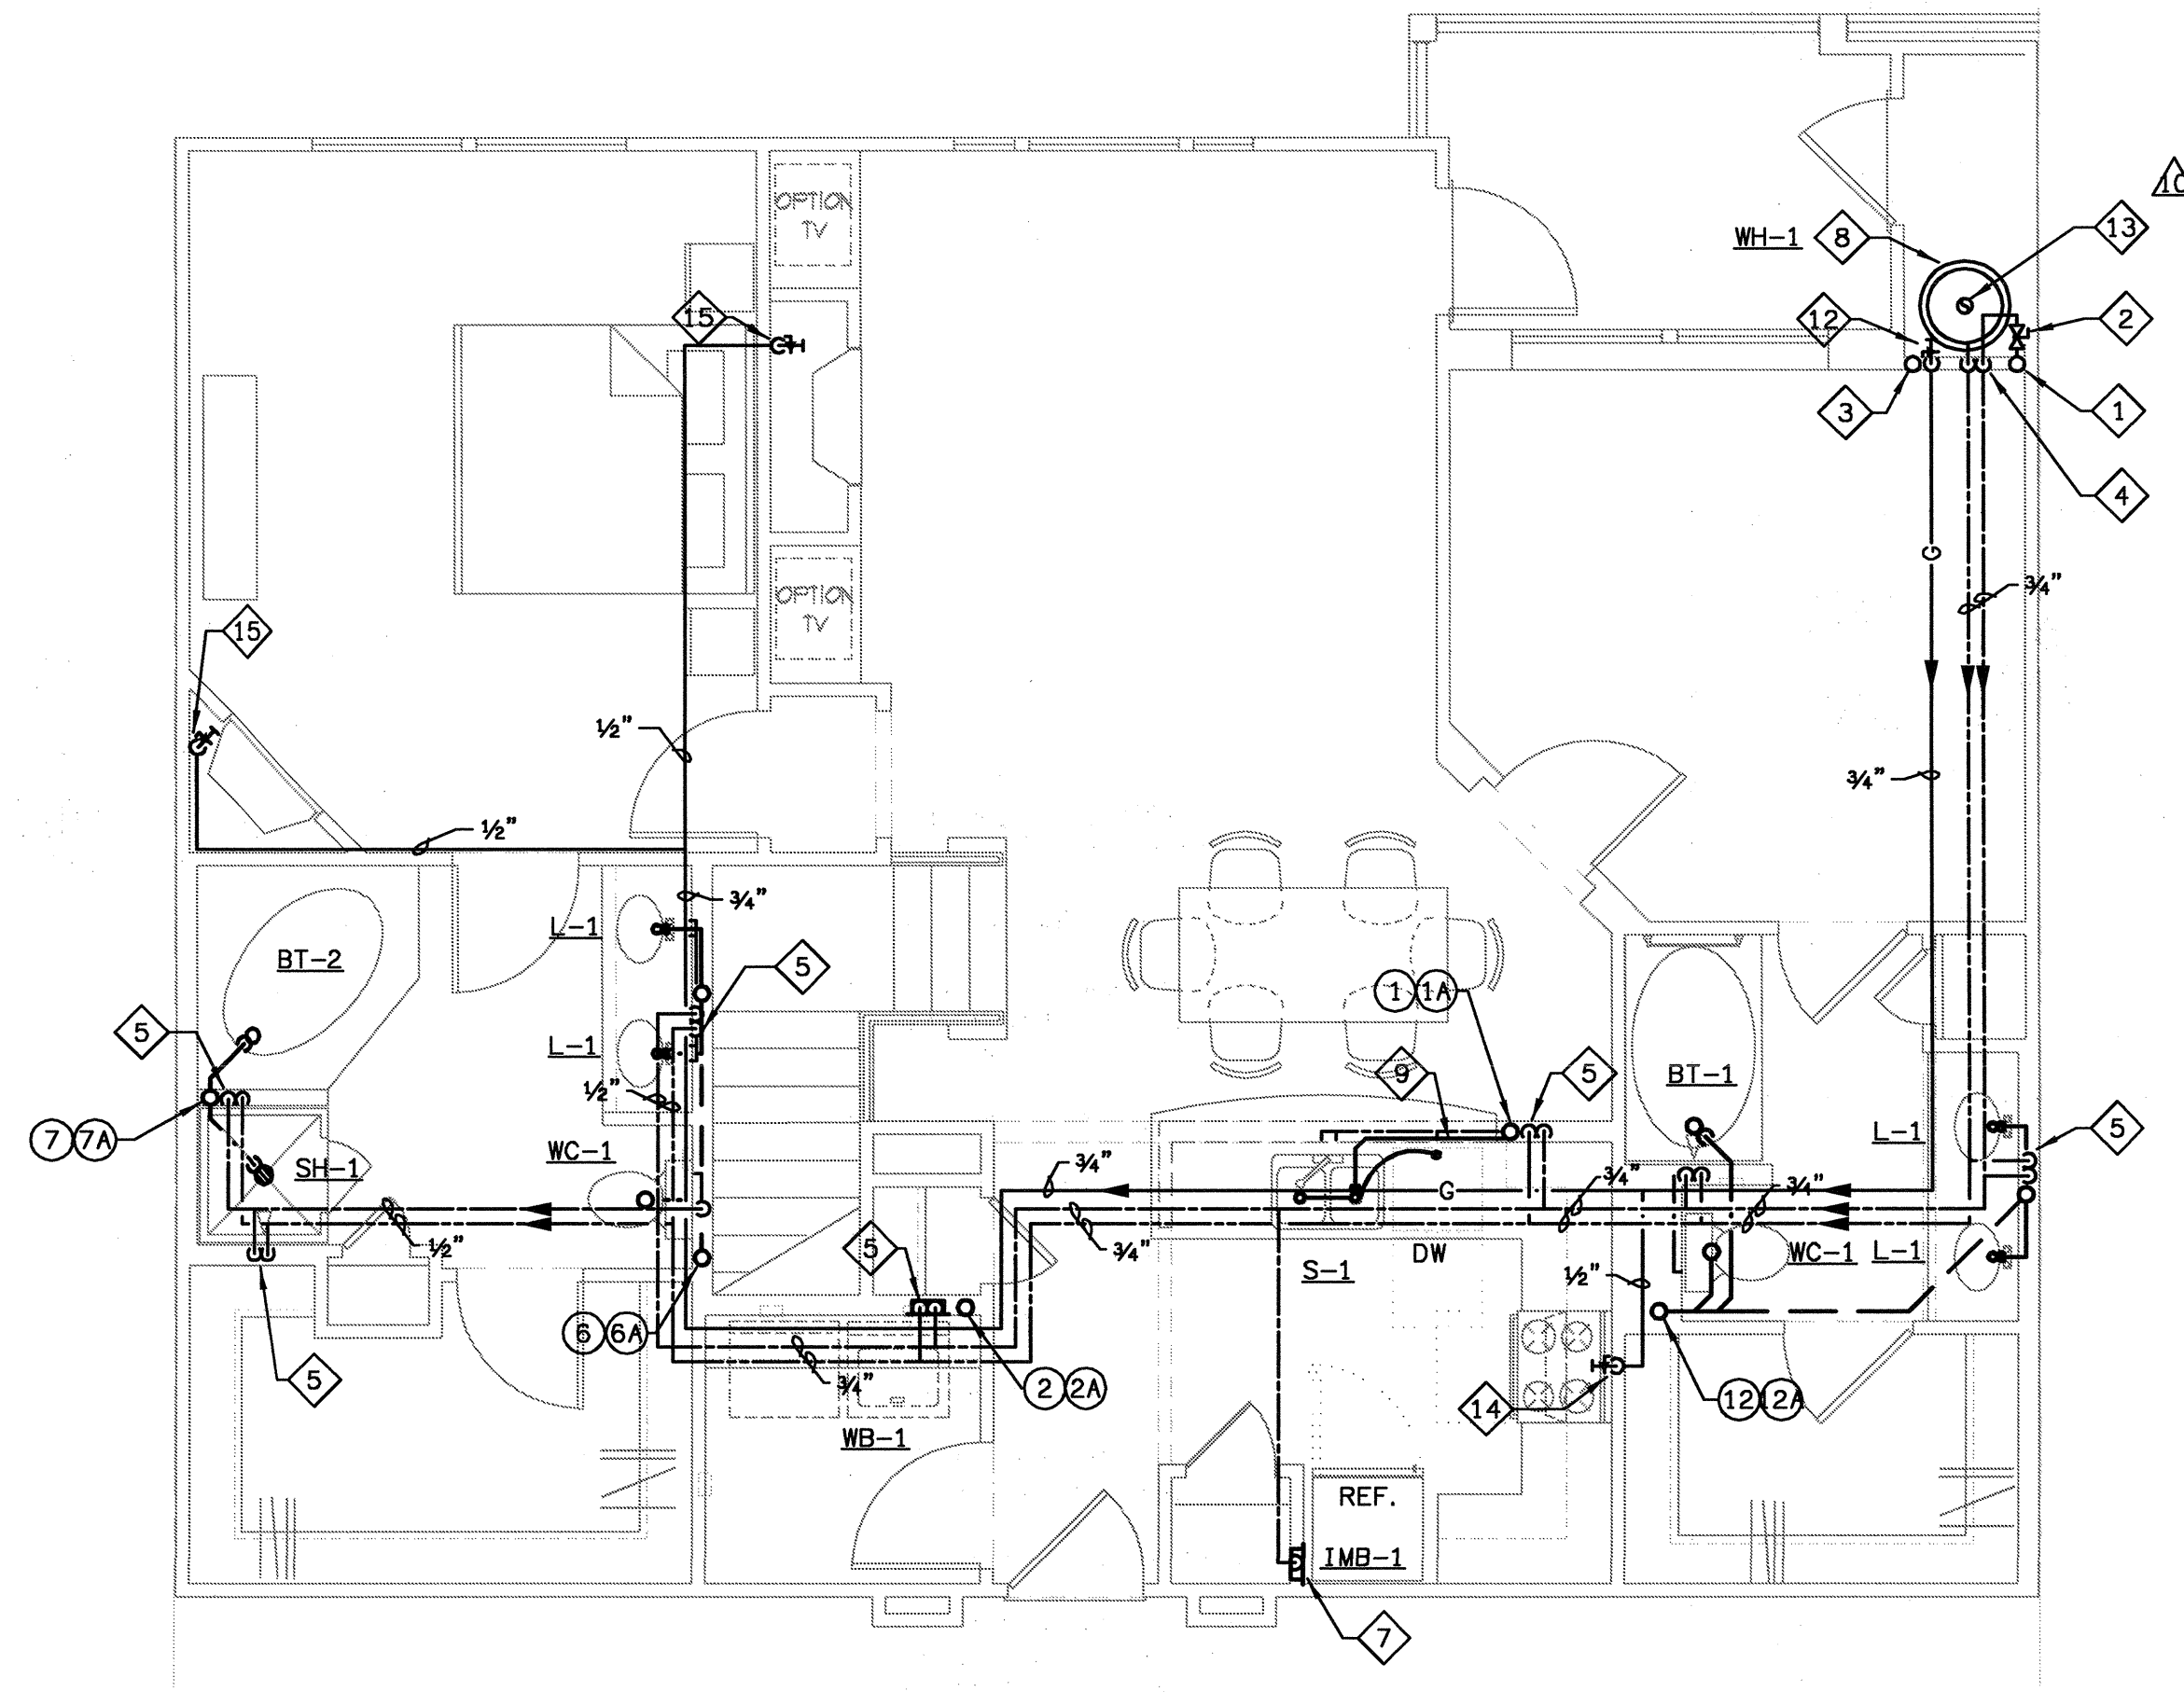 10
13
WH-1 8
OPTION
TV
15
12
2
3
1
4
G
3/4"
OPTION
TV
15
1/2"
3/4"
1/2"
3/4"
L-1
BT-2
5
1 1A
5
L-1
9
5
BT-1
1/2"
7 7A
WC-1
L-1
5
SH-1
3/4"
3/4"
3/4"
G
1/2"
5
3/4"
S-1
DW
1/2"
WC-1
L-1
6 6A
5
3/4"
2 2A
14
12 12A
WB-1
REF.
IMB-1
7